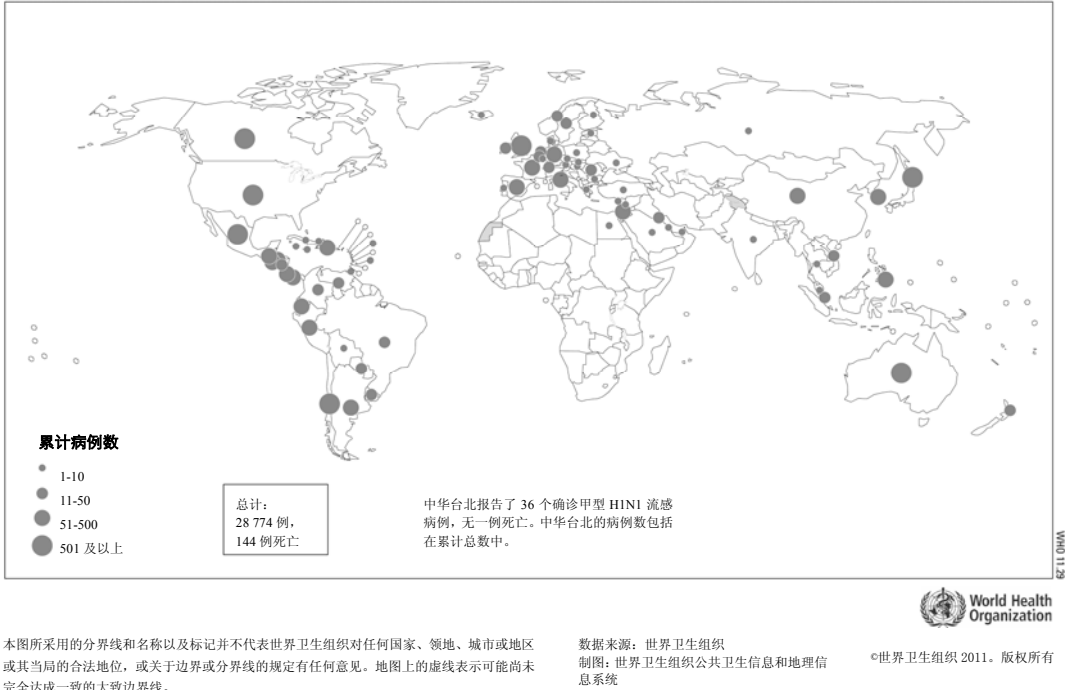 累计病例数
1-10
11-50
51-500
501 及以上
总计：
28 774 例，
144 例死亡
中华台北报告了 36 个确诊甲型 H1N1 流感
病例，无一例死亡。中华台北的病例数包括
在累计总数中。
WHO 11.29
World Health
Organization
本图所采用的分界线和名称以及标记并不代表世界卫生组织对任何国家、领地、城市或地区
或其当局的合法地位，或关于边界或分界线的规定有任何意见。地图上的虚线表示可能尚未
完全达成一致的大致边界线。
数据来源：世界卫生组织
制图：世界卫生组织公共卫生信息和地理信
息系统
©世界卫生组织 2011。版权所有